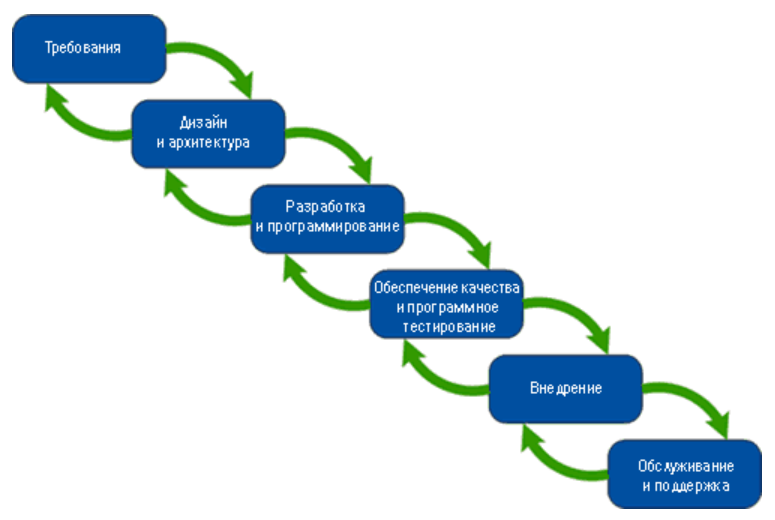 Требования
Дизайн
и архитектура
Разработка
и программирование
Обеспечение качества
и программное
тестирование
Внедрение
Обслуживание
и поддержка